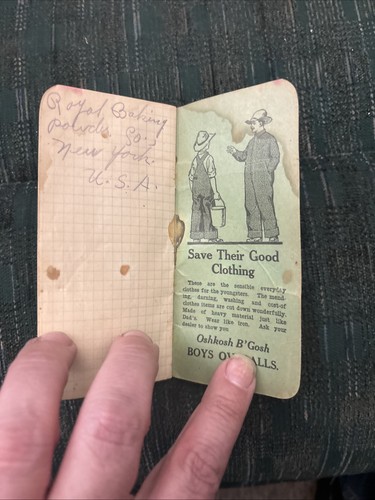 Royal Baking
powder Co.
New York.
U.S.A.
Save Their Good
Clothing
These are the sensible everyday
clothes for the youngsters. The mend-
ing, darning, washing and cost-of
clothes items are cut down wonderfully.
Made of heavy material just like
Dad's. Wear like iron. Ask your
dealer to show you
Oshkosh B'Gosh
BOYS OVERALLS.